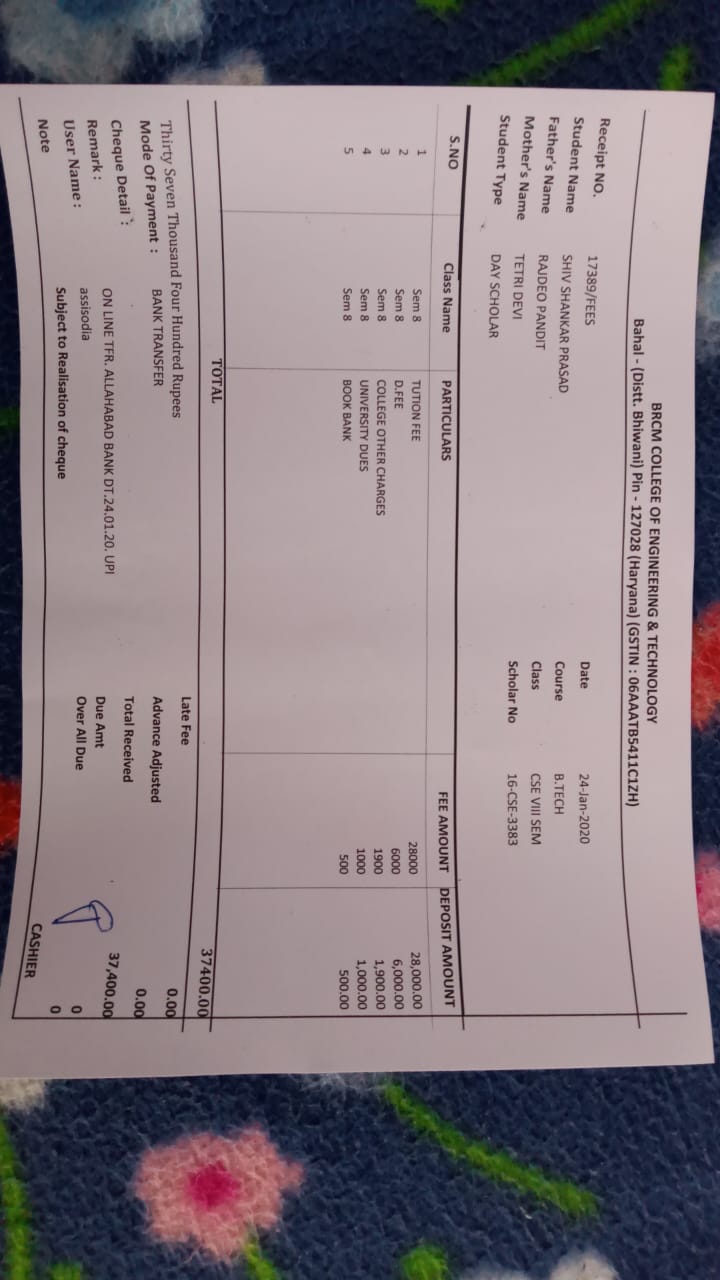 BRCM COLLEGE OF ENGINEERING & TECHNOLOGY
Bahal - (Distt. Bhiwani) Pin - 127028 (Haryana) (GSTIN : 06AAATB5411C1ZH)
Receipt NO. 17389/FEES Date 24-Jan-2020
Student Name SHIV SHANKAR PRASAD Course B.TECH
Father's Name RAJDEO PANDIT Class CSE VIII SEM
Mother's Name TETRI DEVI Scholar No 16-CSE-3383
Student Type DAY SCHOLAR
S.NO Class Name PARTICULARS FEE AMOUNT DEPOSIT AMOUNT
1 Sem 8 TUTION FEE 28000 28,000.00
2 Sem 8 D.FEE 6000 6,000.00
3 Sem 8 COLLEGE OTHER CHARGES 1900 1,900.00
4 Sem 8 UNIVERSITY DUES 1000 1,000.00
5 Sem 8 BOOK BANK 500 500.00
TOTAL 37400.00
Late Fee 0.00
Thirty Seven Thousand Four Hundred Rupees
Mode Of Payment : BANK TRANSFER Advance Adjusted 0.00
Cheque Detail : Total Received 37,400.00
Remark : ON LINE TFR. ALLAHABAD BANK DT.24.01.20. UPI Due Amt 0
User Name : assisodia Over All Due 0
Note Subject to Realisation of cheque
CASHIER